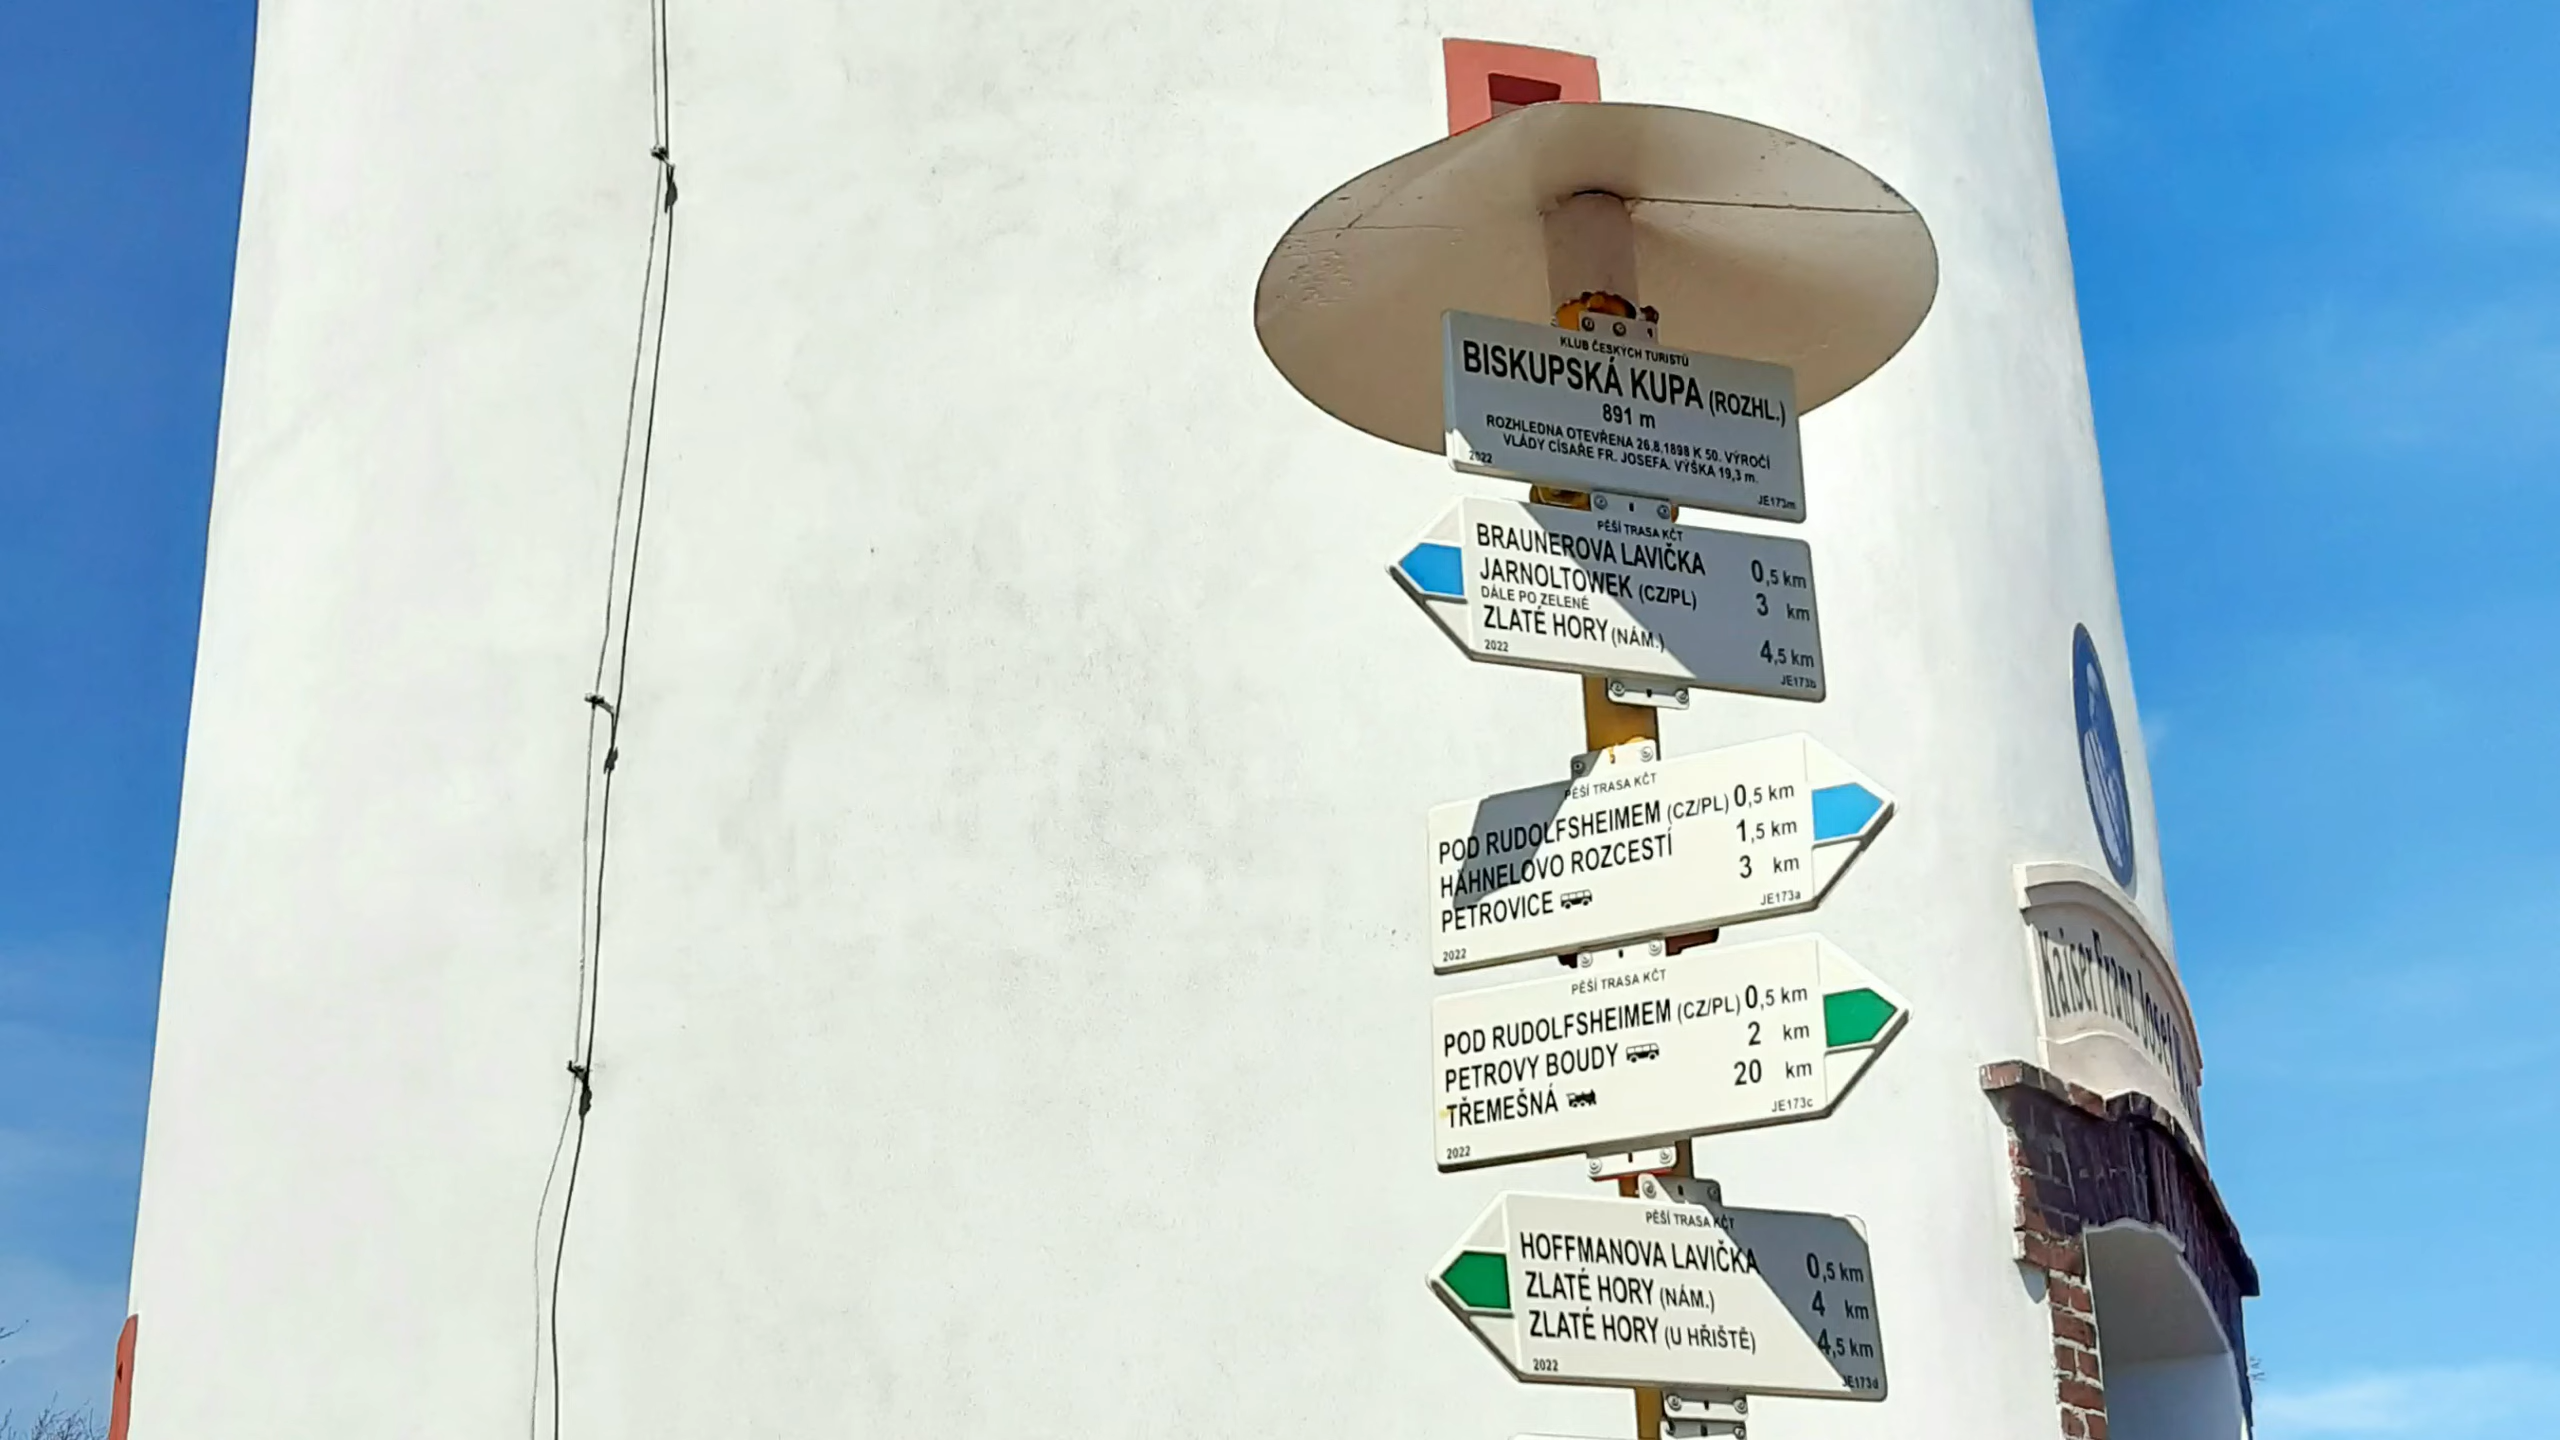 KLUB ČESKÝCH TURISTŮ
BISKUPSKÁ KUPA (ROZHL.)
891 m
ROZHLEDNA OTEVŘENA 26.8.1898 K 50. VÝROČÍ
VLÁDY CÍSAŘE FR. JOSEFA. VÝŠKA 19,3 m.
2022 JE173m
PĚŠÍ TRASA KČT
BRAUNEROVA LAVIČKA 0,5 km
JARNOLTOWEK (CZ/PL) 3 km
DÁLE PO ZELENÉ
ZLATÉ HORY (NÁM.) 4,5 km
2022 JE173b
PĚŠÍ TRASA KČT
POD RUDOLFSHEIMEM (CZ/PL) 0,5 km
HÄHNELOVO ROZCESTÍ 1,5 km
PETROVICE 3 km
2022 JE173a
PĚŠÍ TRASA KČT
POD RUDOLFSHEIMEM (CZ/PL) 0,5 km
PETROVY BOUDY 2 km
TŘEMEŠNÁ 20 km
2022 JE173c
PĚŠÍ TRASA KČT
HOFFMANOVA LAVIČKA 0,5 km
ZLATÉ HORY (NÁM.) 4 km
ZLATÉ HORY (U HŘIŠTĚ) 4,5 km
2022 JE173d
Kaiser Franz Josef